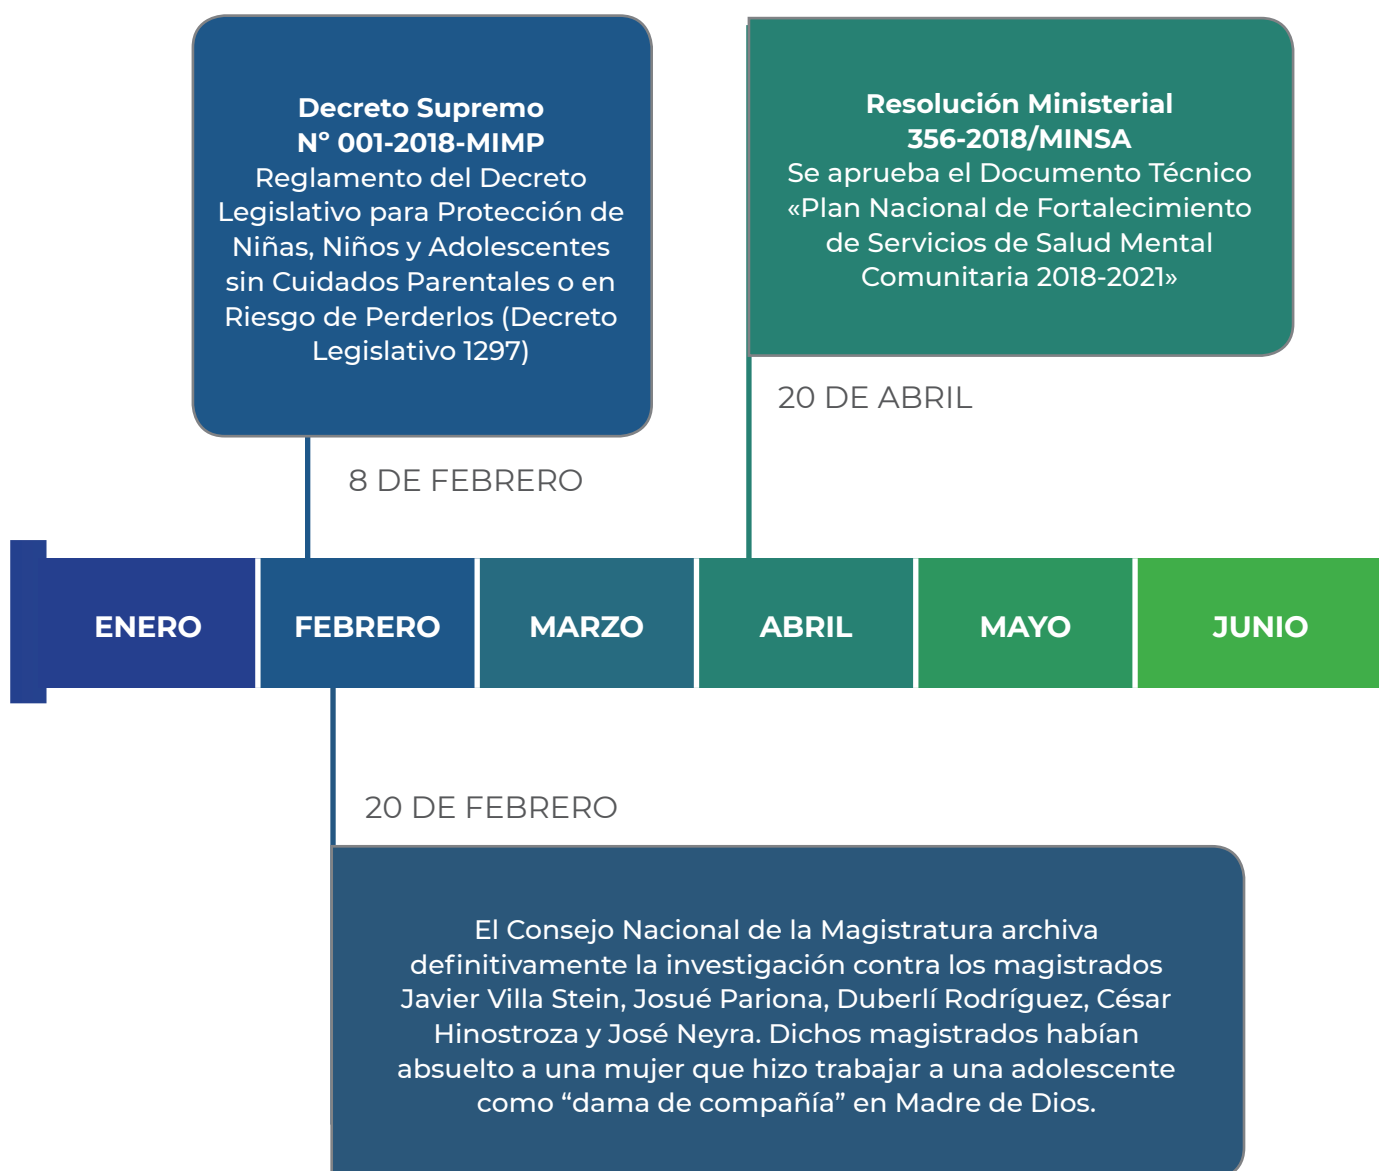 Decreto Supremo
Nº 001-2018-MIMP
Reglamento del Decreto
Legislativo para Protección de
Niñas, Niños y Adolescentes
sin Cuidados Parentales o en
Riesgo de Perderlos (Decreto
Legislativo 1297)
8 DE FEBRERO
Resolución Ministerial
356-2018/MINSA
Se aprueba el Documento Técnico
«Plan Nacional de Fortalecimiento
de Servicios de Salud Mental
Comunitaria 2018-2021»
20 DE ABRIL
ENERO
FEBRERO
MARZO
ABRIL
MAYO
JUNIO
20 DE FEBRERO
El Consejo Nacional de la Magistratura archiva
definitivamente la investigación contra los magistrados
Javier Villa Stein, Josué Pariona, Duberlí Rodríguez, César
Hinostroza y José Neyra. Dichos magistrados habían
absuelto a una mujer que hizo trabajar a una adolescente
como “dama de compañía” en Madre de Dios.